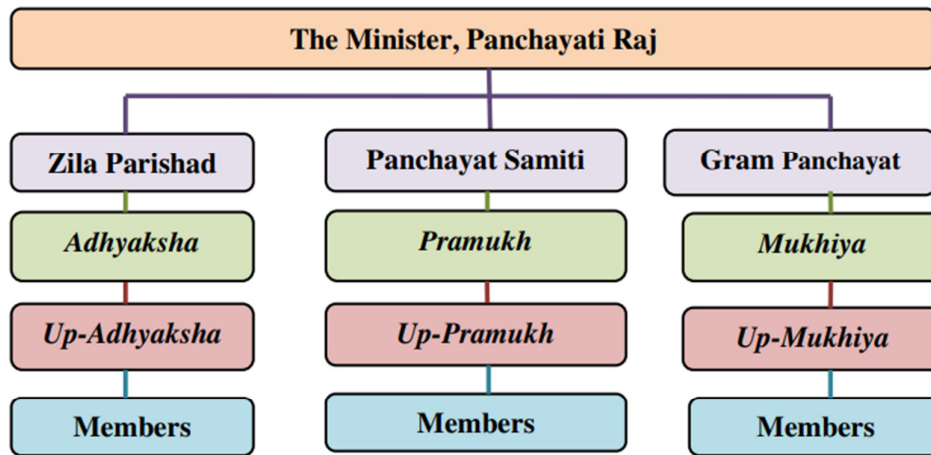 The Minister, Panchayati Raj
Zila Parishad
Panchayat Samiti
Gram Panchayat
Adhyaksha
Pramukh
Mukhiya
Up-Adhyaksha
Up-Pramukh
Up-Mukhiya
Members
Members
Members